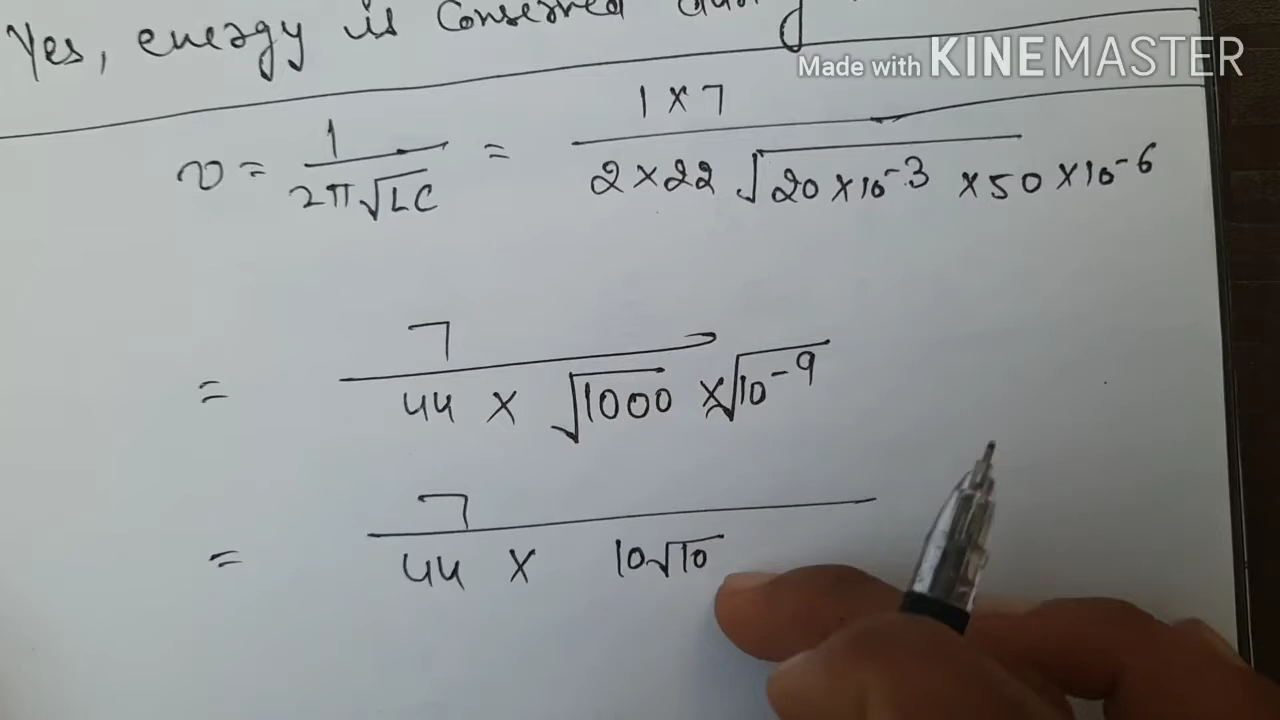 Yes, energy is Conserved
Made with KINEMASTER
ν = 1 / 2π√LC = 1 × 7 / 2 × 22 √20 × 10⁻³ × 50 × 10⁻⁶
= 7 / 44 × √1000 × √10⁻⁹
= 7 / 44 × 10√10